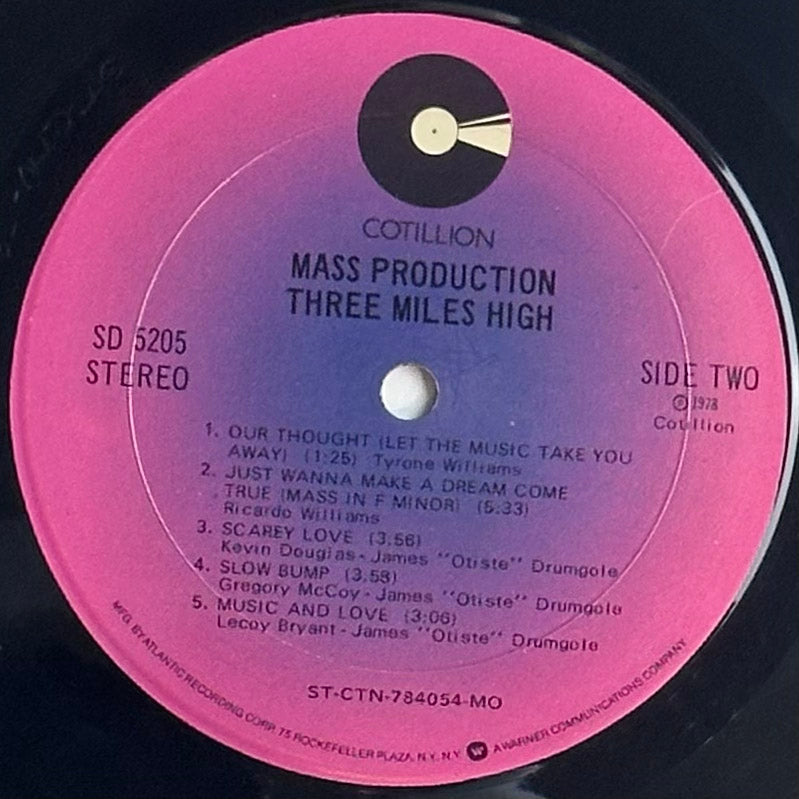 COTILLION
MASS PRODUCTION
THREE MILES HIGH
SD 5205
STEREO
SIDE TWO
℗ 1978
Cotillion
1. OUR THOUGHT (LET THE MUSIC TAKE YOU
AWAY) (1:25) Tyrone Williams
2. JUST WANNA MAKE A DREAM COME
TRUE (MASS IN F MINOR) (5:33)
Ricardo Williams
3. SCAREY LOVE (3.56)
Kevin Douglas - James "Otiste" Drumgole
4. SLOW BUMP (3.58)
Gregory McCoy - James "Otiste" Drumgole
5. MUSIC AND LOVE (3:06)
Lecoy Bryant - James "Otiste" Drumgole
ST-CTN-784054-MO
MFG. BY ATLANTIC RECORDING CORP. 75 ROCKEFELLER PLAZA, N.Y. N.Y. W A WARNER COMMUNICATIONS COMPANY